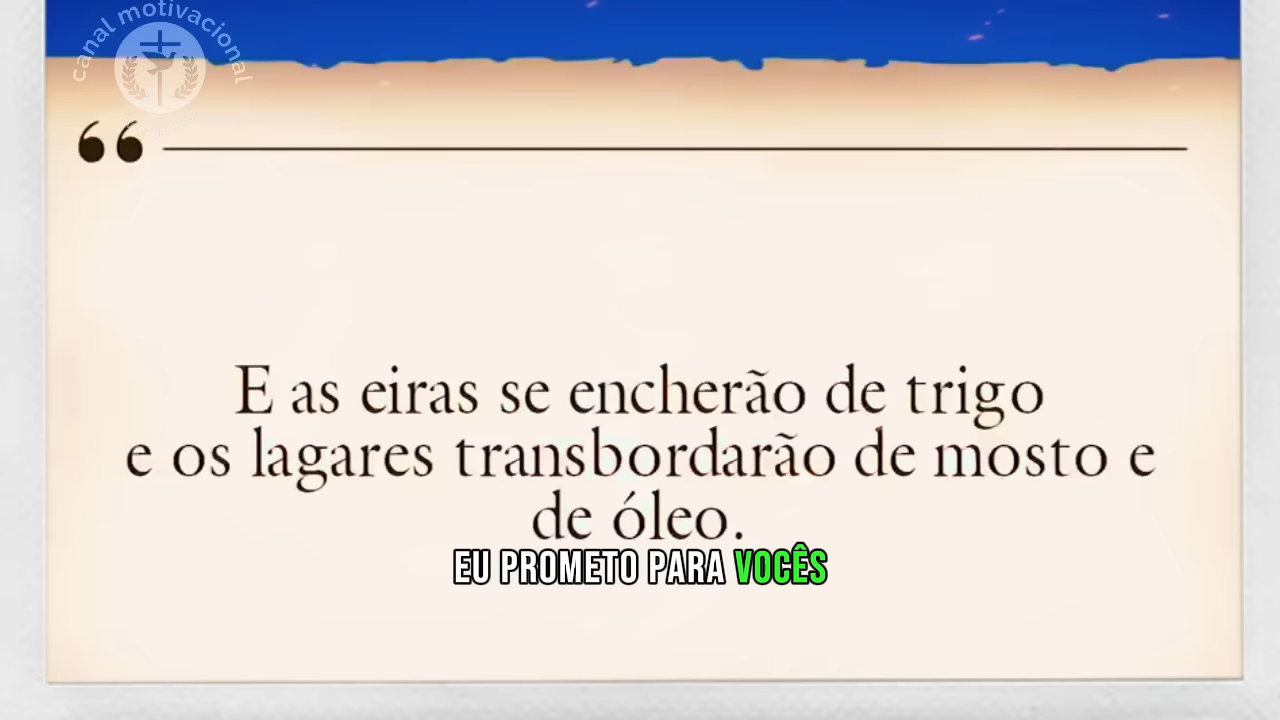 canal motivacional
“
E as eiras se encherão de trigo
e os lagares transbordarão de mosto e
de óleo.
EU PROMETO PARA VOCÊS